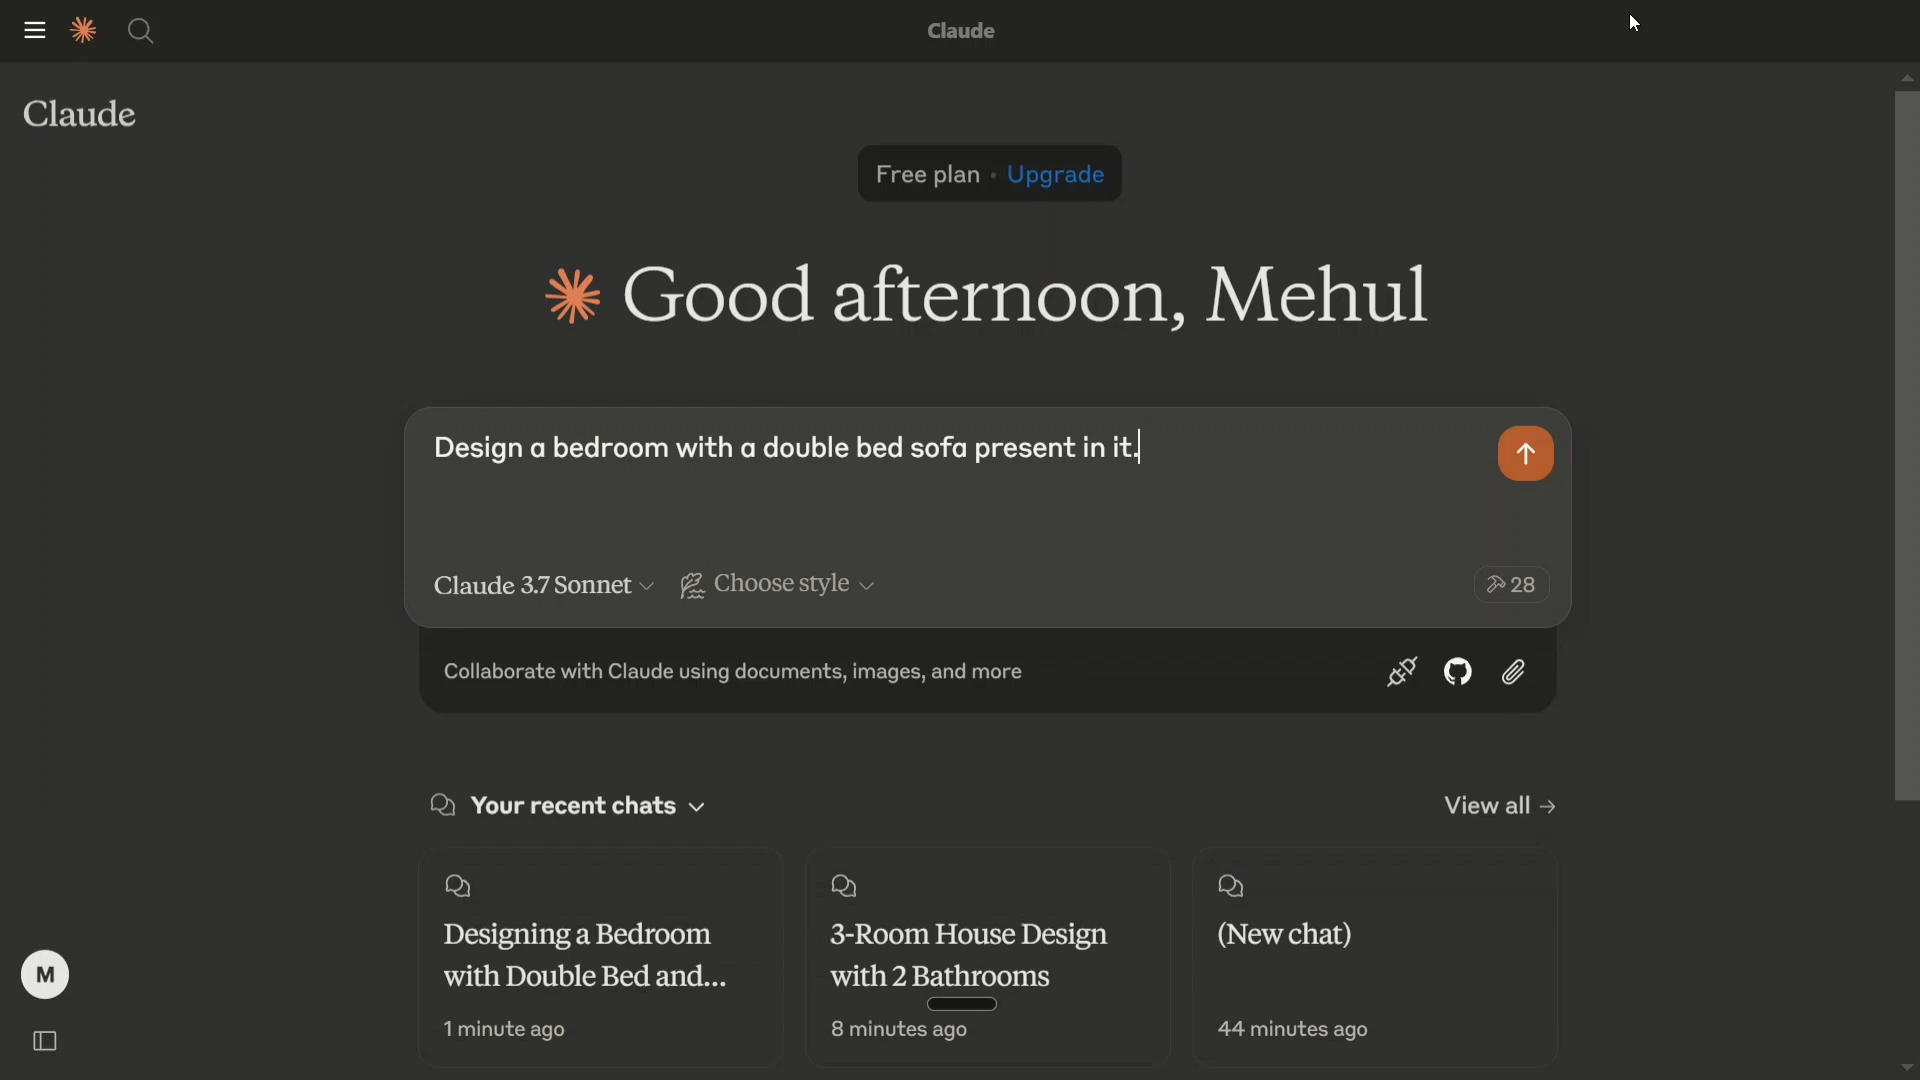 Claude
Claude
Free plan • Upgrade
Good afternoon, Mehul
Design a bedroom with a double bed sofa present in it.
Claude 3.7 Sonnet
Choose style
28
Collaborate with Claude using documents, images, and more
Your recent chats
View all →
Designing a Bedroom
with Double Bed and...
1 minute ago
3-Room House Design
with 2 Bathrooms
8 minutes ago
(New chat)
44 minutes ago
M